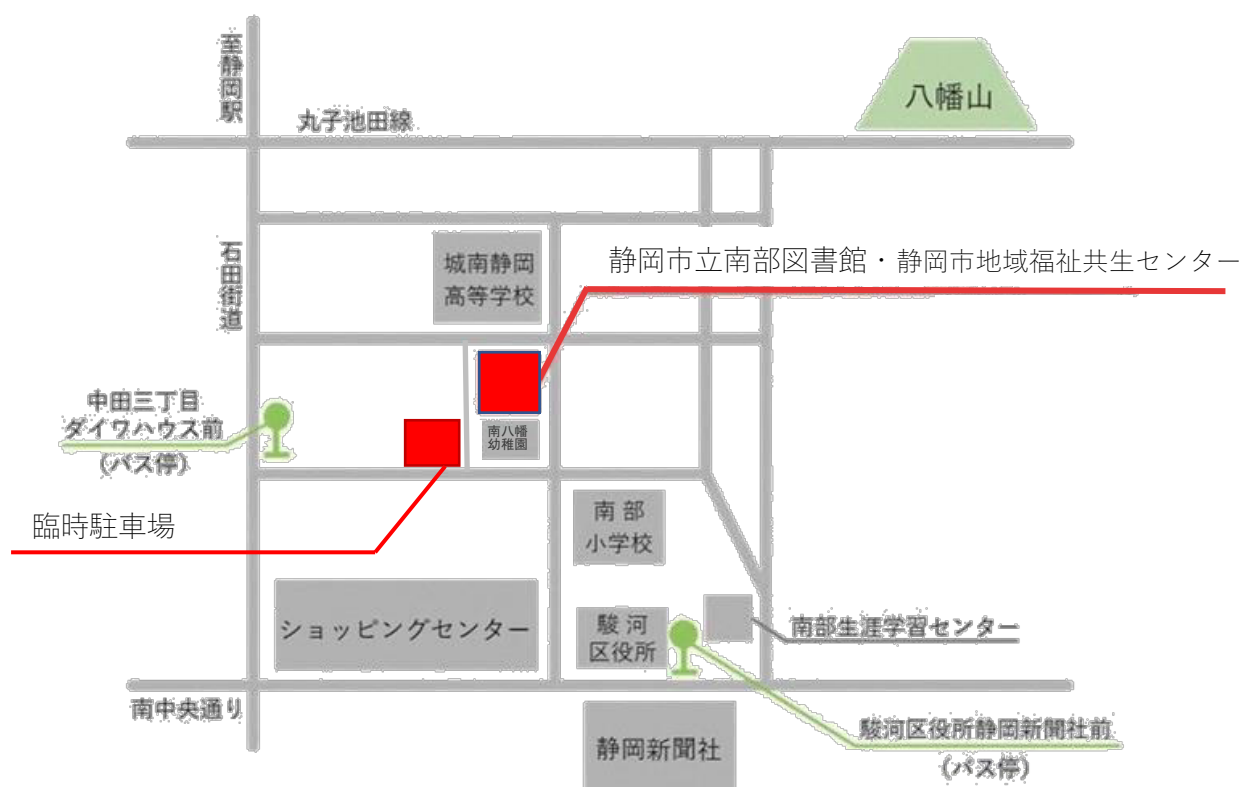 至静岡駅
丸子池田線
八幡山
石田街道
城南静岡
高等学校
静岡市立南部図書館・静岡市地域福祉共生センター
中田三丁目
ダイワハウス前
(バス停)
南八幡
幼稚園
臨時駐車場
南部
小学校
ショッピングセンター
駿河
区役所
南部生涯学習センター
南中央通り
静岡新聞社
駿河区役所静岡新聞社前
(バス停)